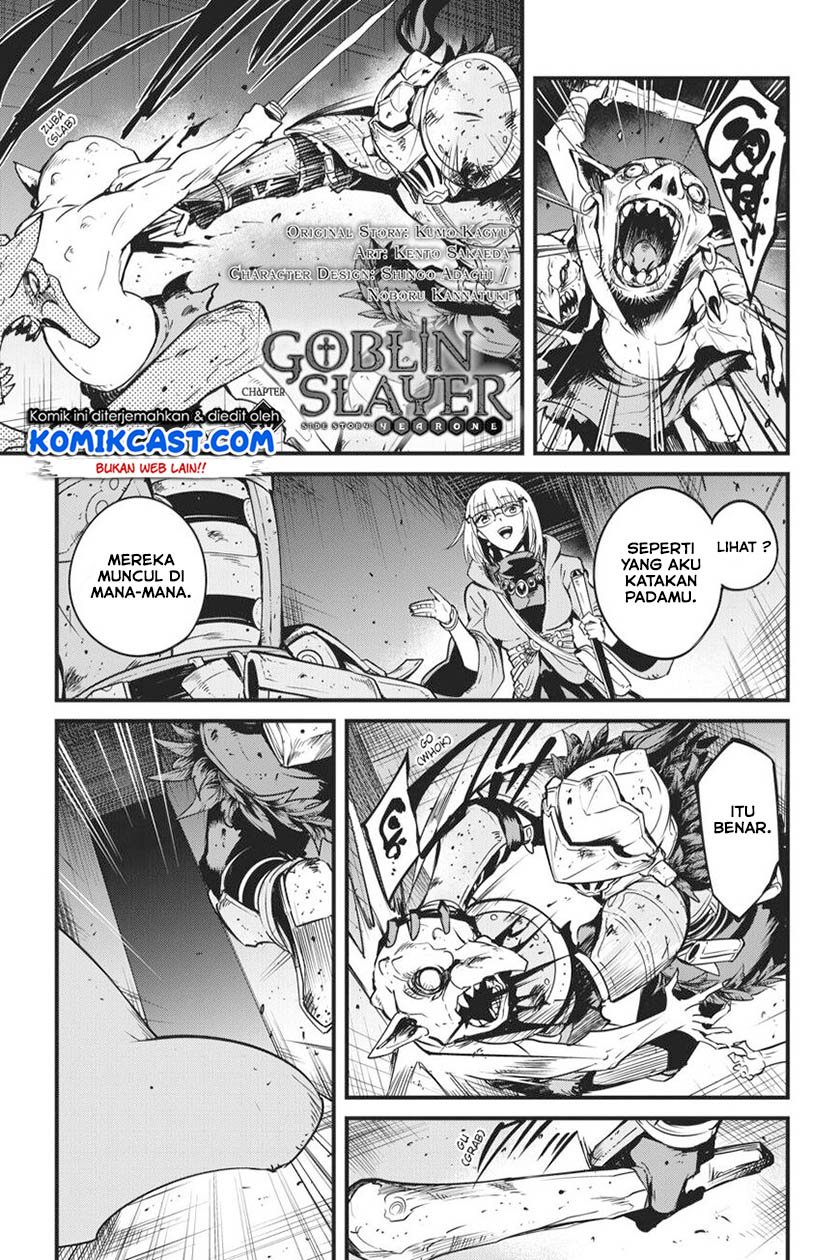 ZUBA
(SLAB)
ORIGINAL STORY: KUMO KAGYU
ART: KENTO SAKAEDA
CHARACTER DESIGN: SHINGO ADACHI /
NOBORU KANNATUKI
GOBLIN
CHAPTER
SLAYER
SIDE STORY: YEAR ONE
Komik ini diterjemahkan & diedit oleh
KOMIKCAST.COM
BUKAN WEB LAIN!!
LIHAT ?
SEPERTI
YANG AKU
KATAKAN
PADAMU.
MEREKA
MUNCUL DI
MANA-MANA.
ITU
BENAR.
GO
(WHOK)
GU
(GRAB)